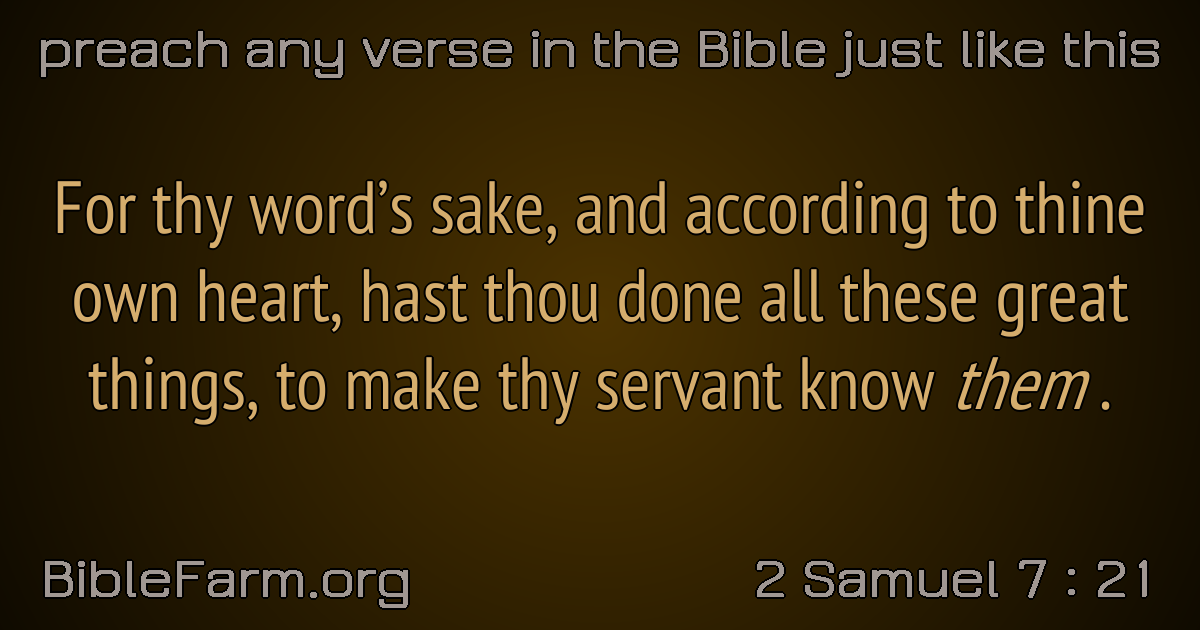 preach any verse in the Bible just like this
For thy word’s sake, and according to thine
own heart, hast thou done all these great
things, to make thy servant know them .
BibleFarm.org
2 Samuel 7 : 21